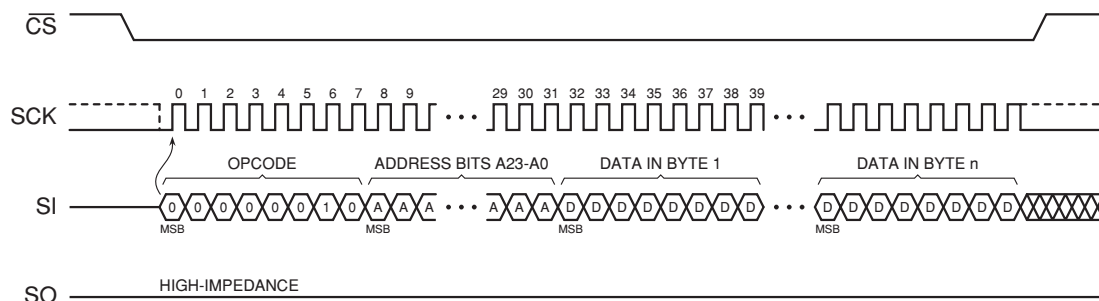 CS
0 1 2 3 4 5 6 7 8 9 29 30 31 32 33 34 35 36 37 38 39
SCK
OPCODE ADDRESS BITS A23-A0 DATA IN BYTE 1 DATA IN BYTE n
SI 0 0 0 0 0 0 1 0 A A A A A A D D D D D D D D D D D D D D D D
MSB MSB MSB MSB
HIGH-IMPEDANCE
SO